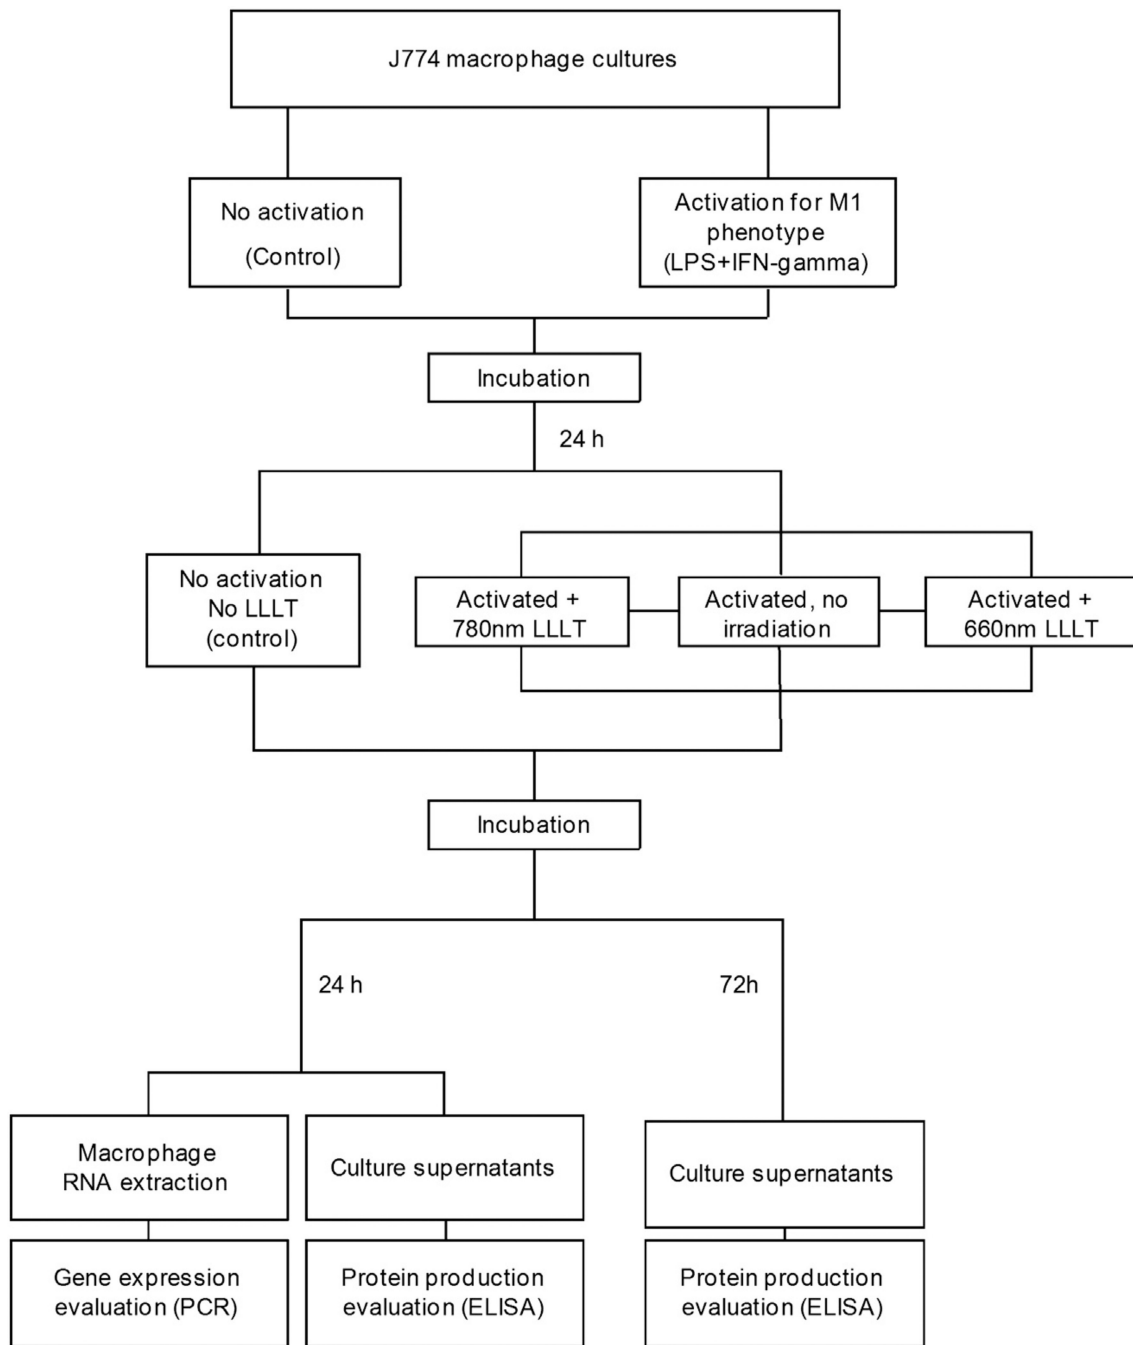 J774 macrophage cultures
No activation
(Control)
Activation for M1
phenotype
(LPS+IFN-gamma)
Incubation
24 h
No activation
No LLLT
(control)
Activated +
780nm LLLT
Activated, no
irradiation
Activated +
660nm LLLT
Incubation
24 h
72h
Macrophage
RNA extraction
Culture supernatants
Culture supernatants
Gene expression
evaluation (PCR)
Protein production
evaluation (ELISA)
Protein production
evaluation (ELISA)